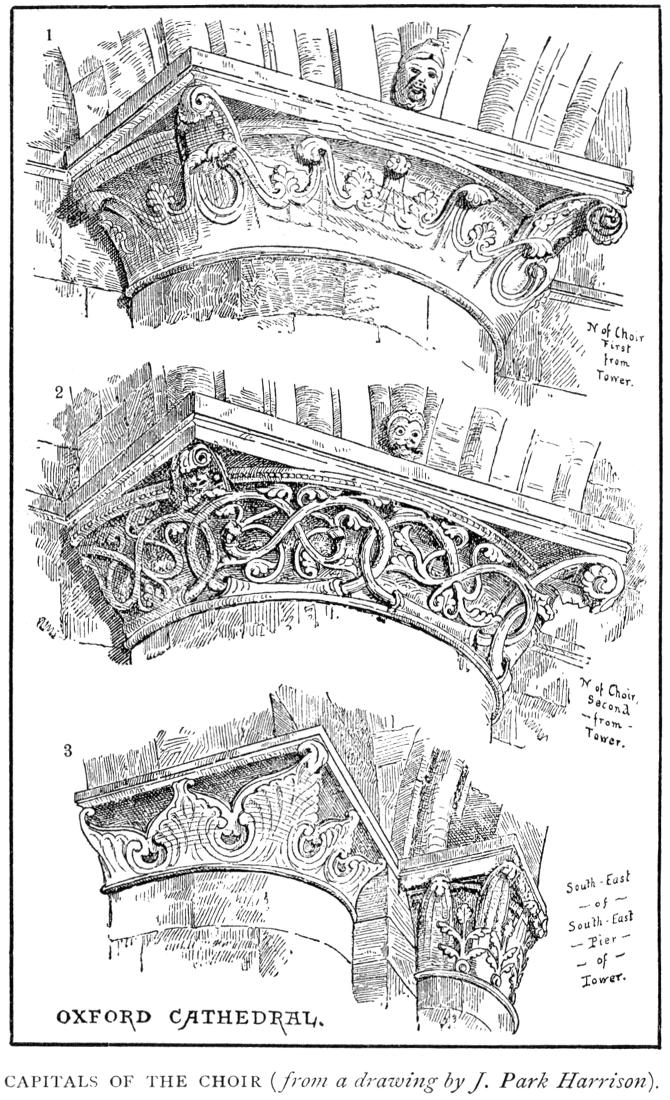 1
N of Choir
First
from
Tower.
2
N of Choir,
Second
– from –
Tower.
3
South-East
– of –
South-East
– Pier –
– of –
Tower.
OXFORD CATHEDRAL.
CAPITALS OF THE CHOIR (from a drawing by J. Park Harrison).